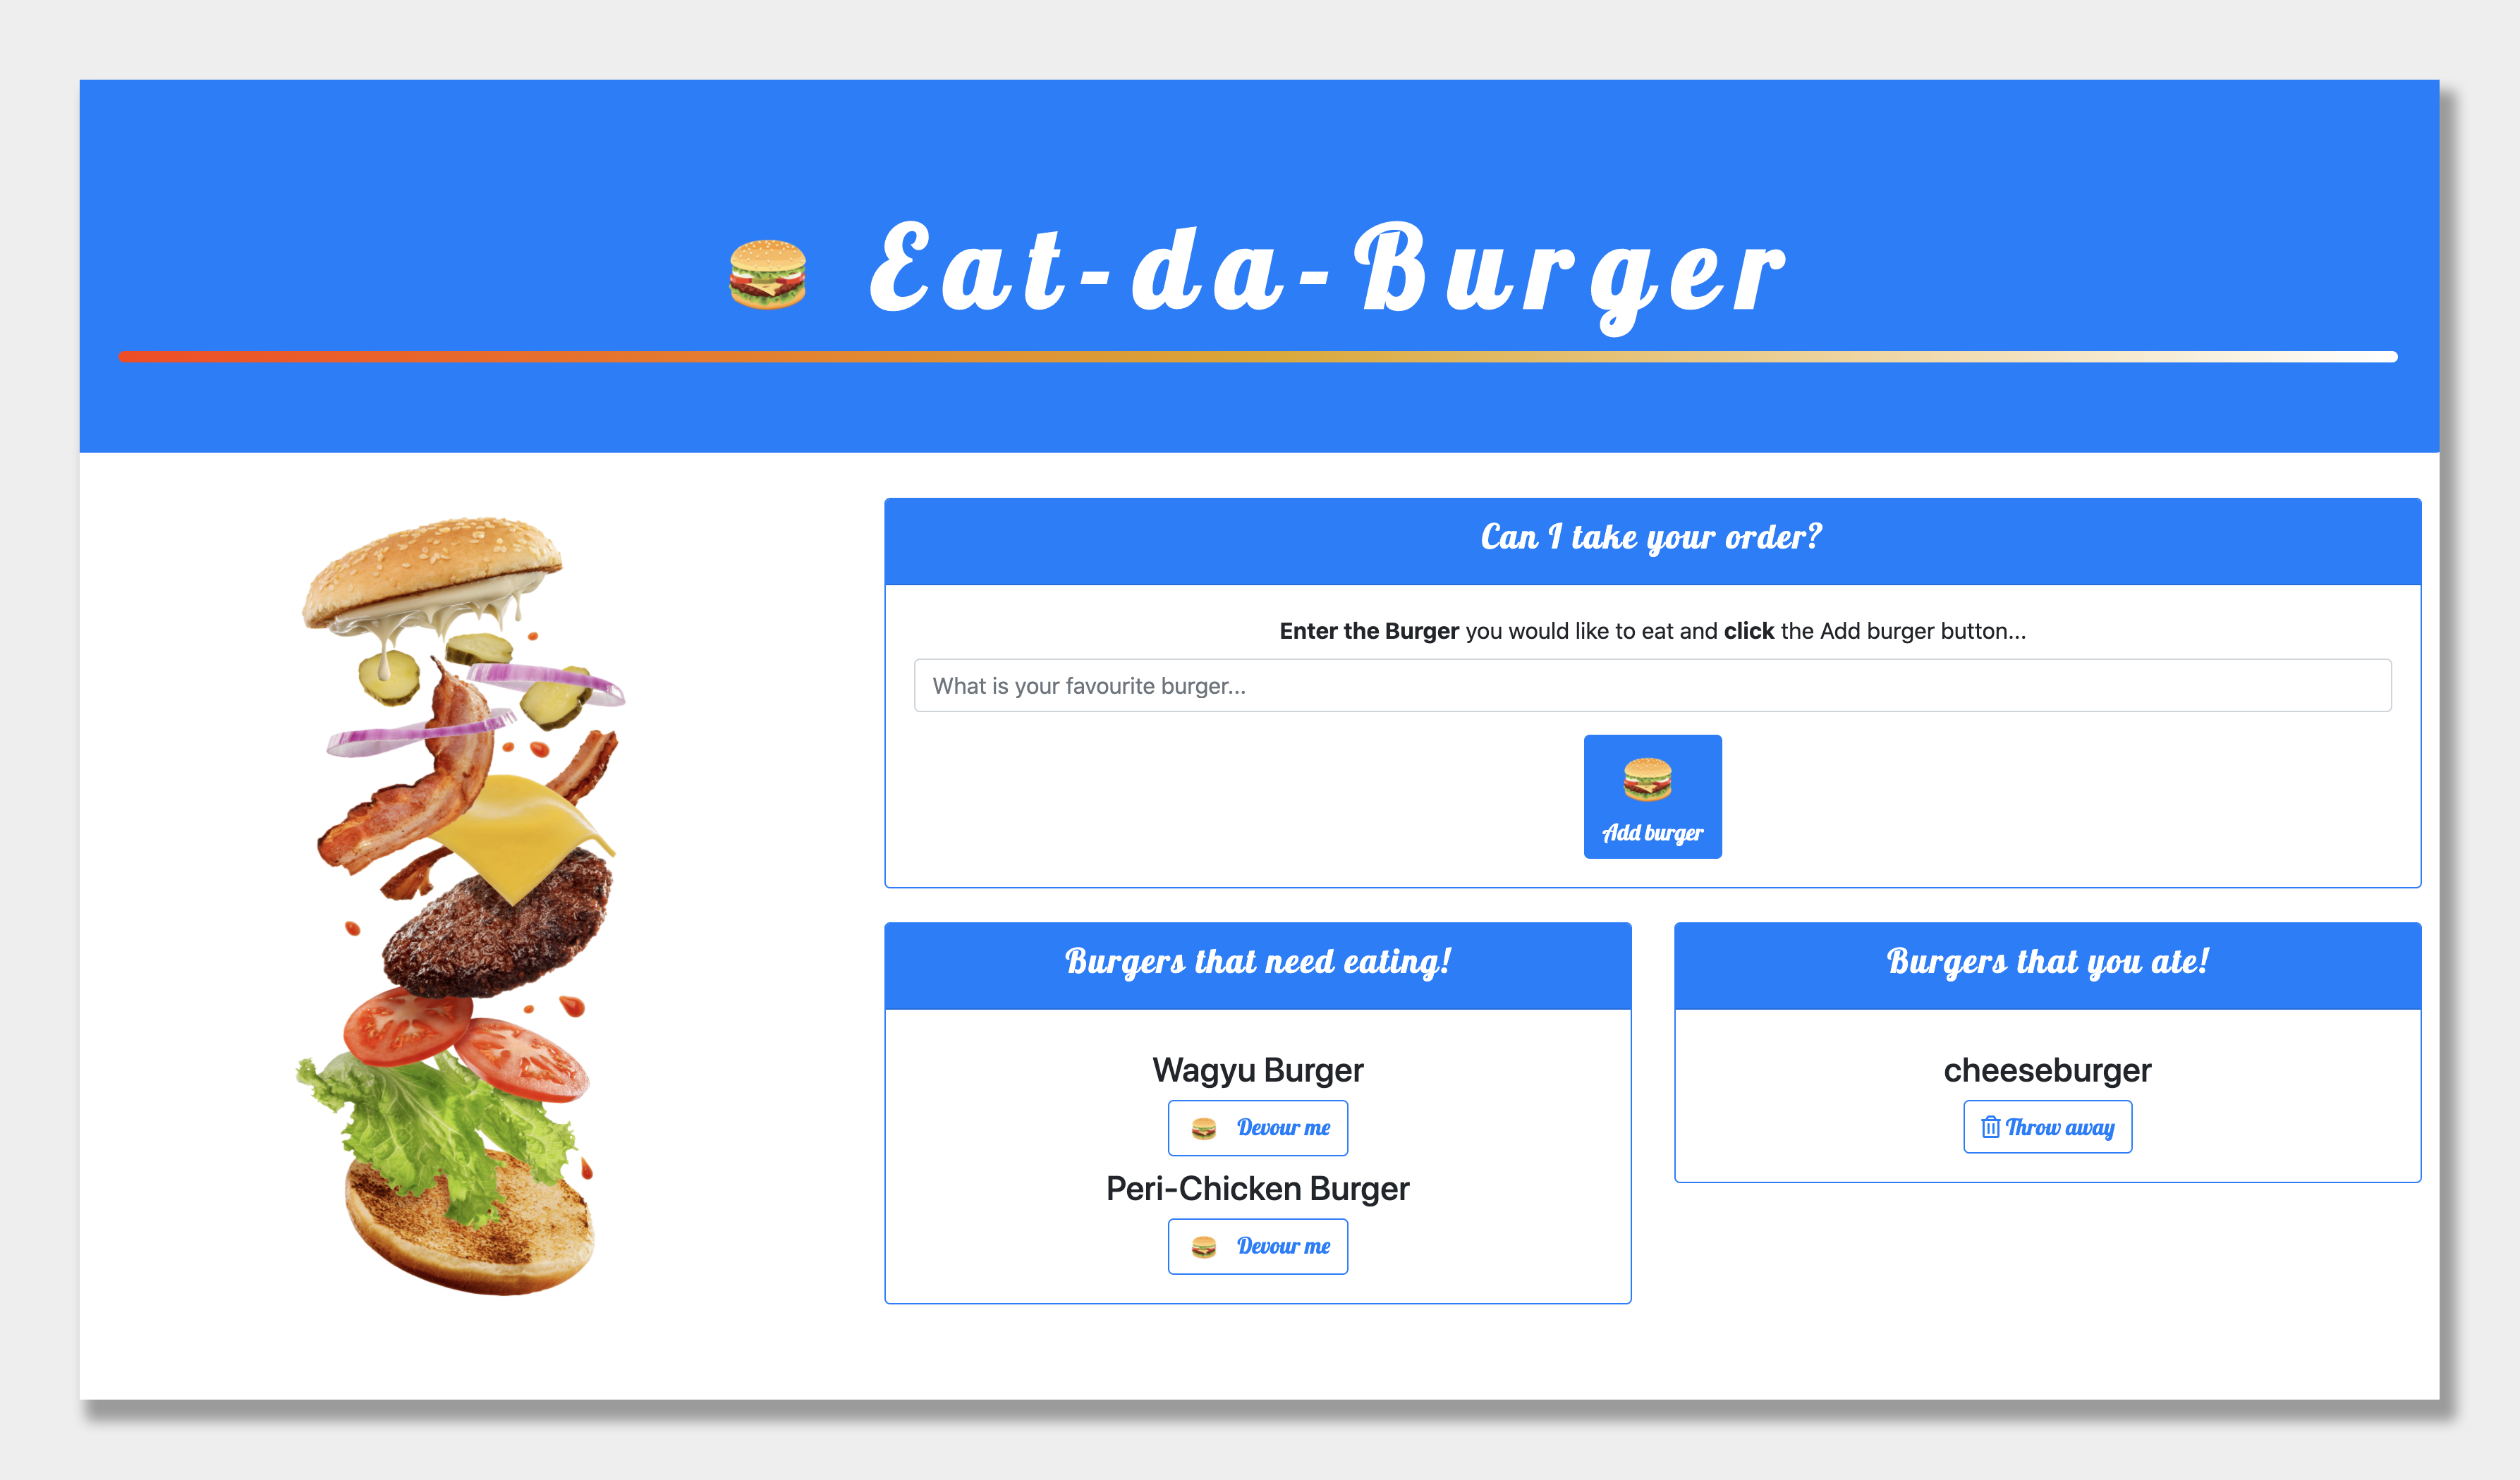 Eat-da-Burger
Can I take your order?
Enter the Burger you would like to eat and click the Add burger button...
What is your favourite burger...
Add burger
Burgers that need eating!
Wagyu Burger
Devour me
Peri-Chicken Burger
Devour me
Burgers that you ate!
cheeseburger
Throw away